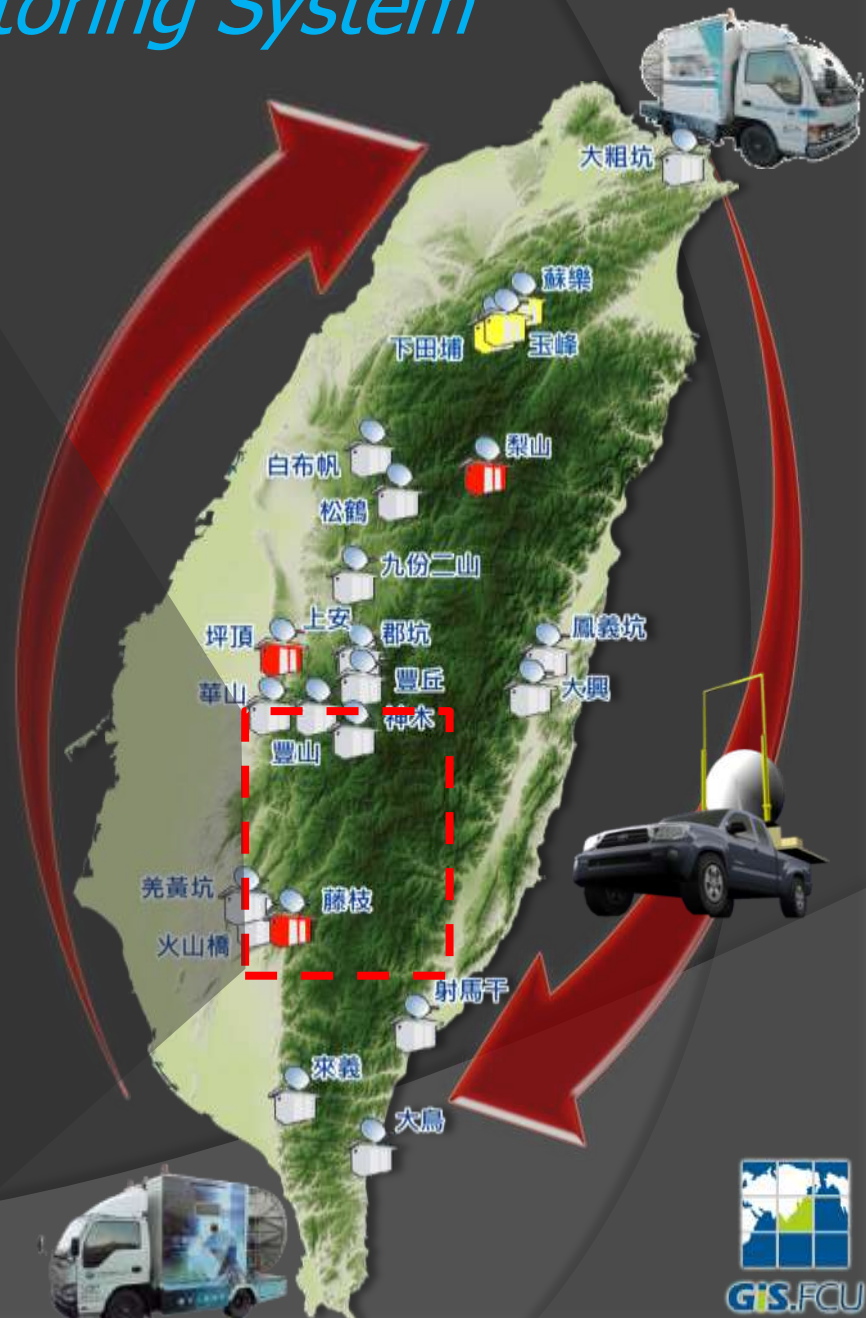 toring System
大粗坑
蘇樂
下田埔
玉峰
梨山
白布帆
松鶴
九份二山
上安
坪頂
郡坑
鳳義坑
豐丘
華山
大興
神木
豐山
羌黃坑
藤枝
火山橋
射馬干
來義
大鳥
GIS.FCU